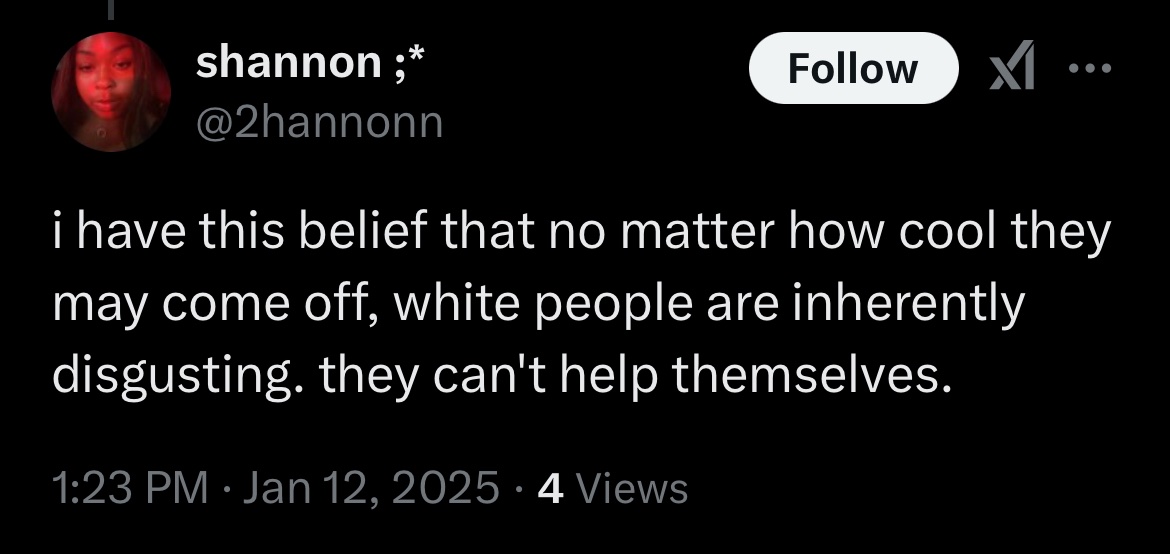 shannon ;*
Follow
@2hannonn
i have this belief that no matter how cool they
may come off, white people are inherently
disgusting. they can't help themselves.
1:23 PM · Jan 12, 2025 · 4 Views